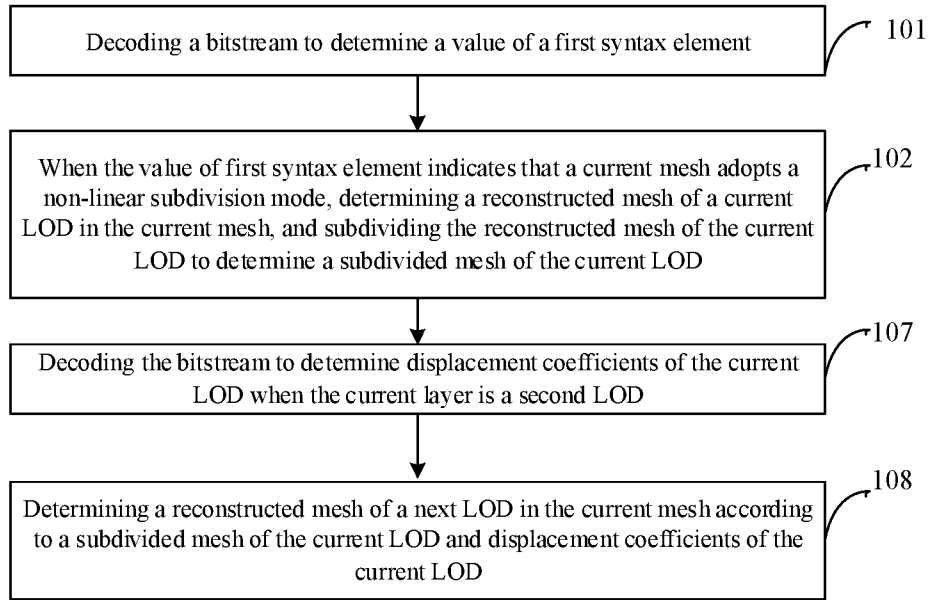 Decoding a bitstream to determine a value of a first syntax element
101
When the value of first syntax element indicates that a current mesh adopts a
non-linear subdivision mode, determining a reconstructed mesh of a current
LOD in the current mesh, and subdividing the reconstructed mesh of the current
LOD to determine a subdivided mesh of the current LOD
102
Decoding the bitstream to determine displacement coefficients of the current
LOD when the current layer is a second LOD
107
Determining a reconstructed mesh of a next LOD in the current mesh according
to a subdivided mesh of the current LOD and displacement coefficients of the
current LOD
108